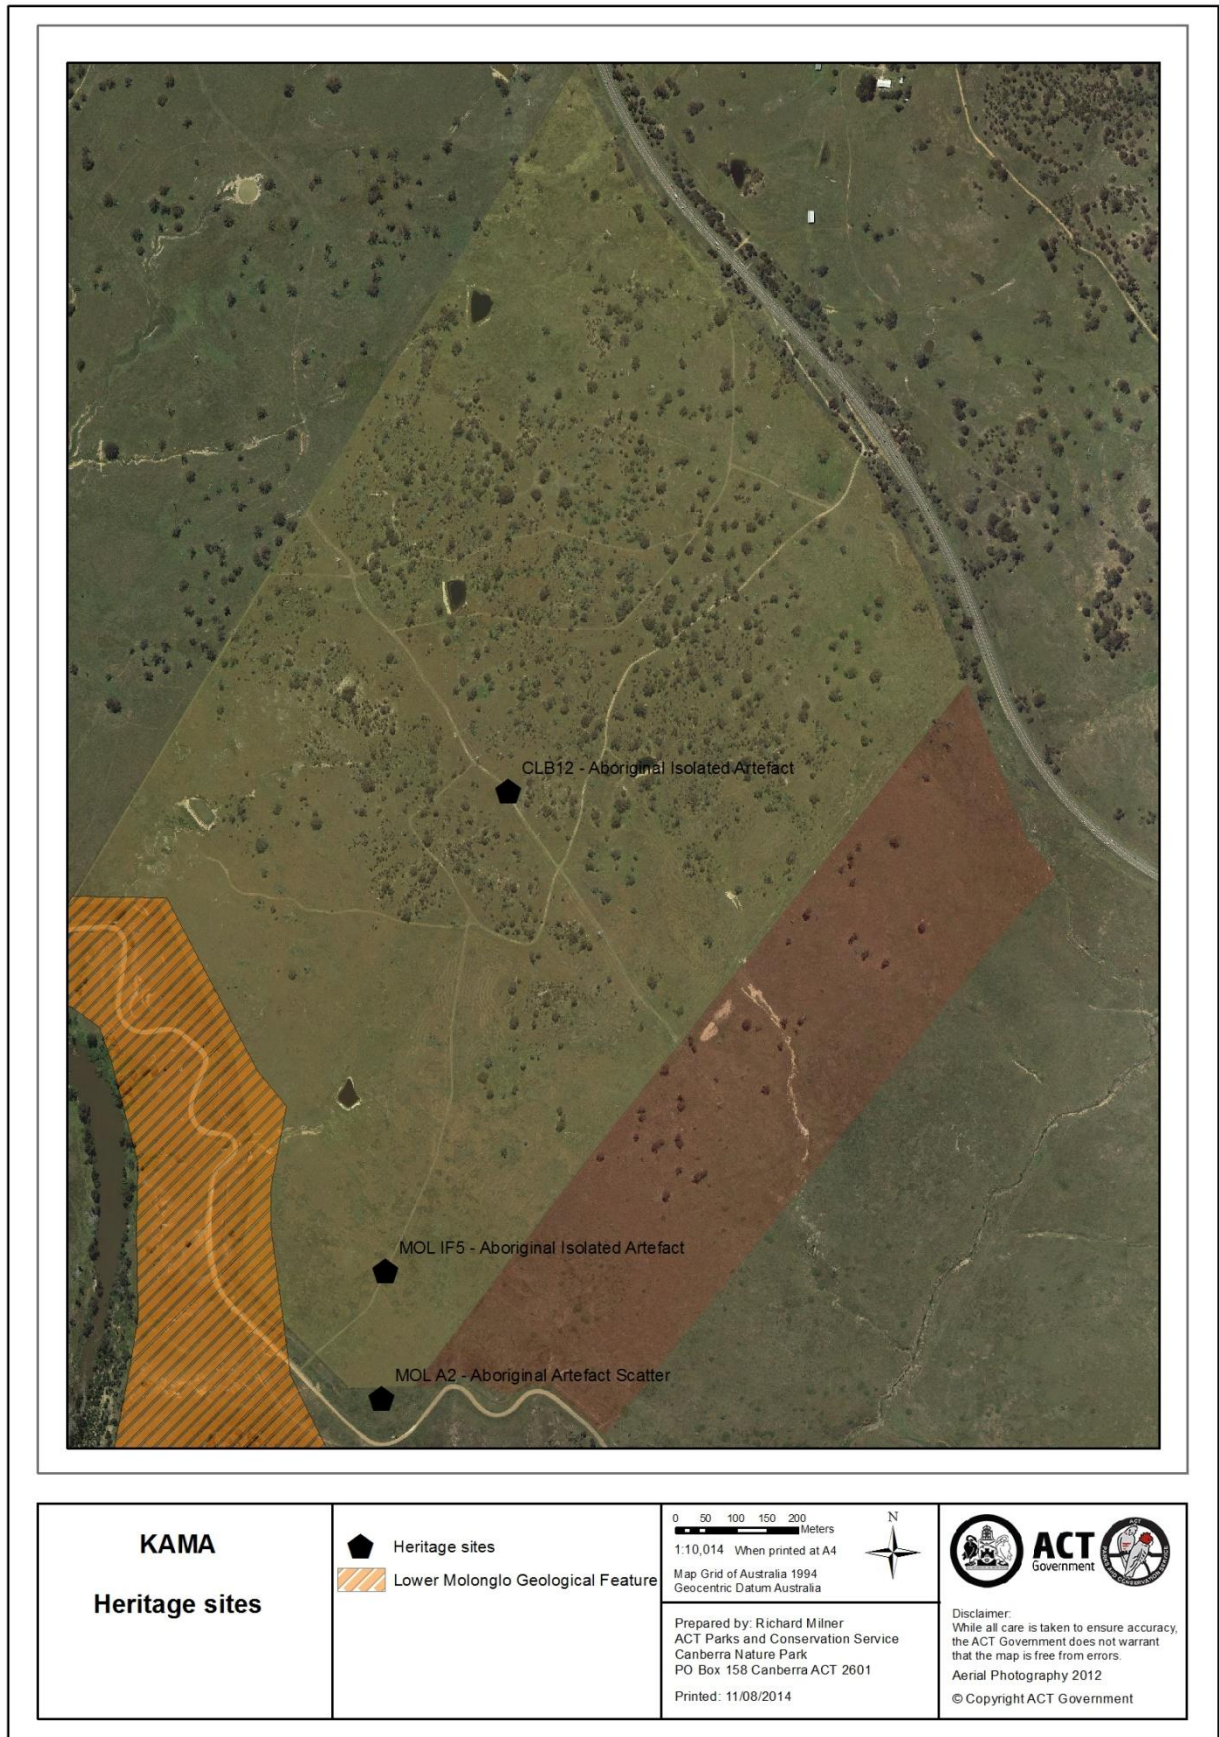 CLB12 - Aboriginal Isolated Artefact
MOL IF5 - Aboriginal Isolated Artefact
MOL A2 - Aboriginal Artefact Scatter
KAMA
Heritage sites
Heritage sites
Lower Molonglo Geological Feature
0 50 100 150 200
Meters
1:10,014 When printed at A4
Map Grid of Australia 1994
Geocentric Datum Australia
N
Prepared by: Richard Milner
ACT Parks and Conservation Service
Canberra Nature Park
PO Box 158 Canberra ACT 2601
Printed: 11/08/2014
ACT
Government
ACT
PARKS AND CONSERVATION SERVICE
Disclaimer:
While all care is taken to ensure accuracy,
the ACT Government does not warrant
that the map is free from errors.
Aerial Photography 2012
© Copyright ACT Government